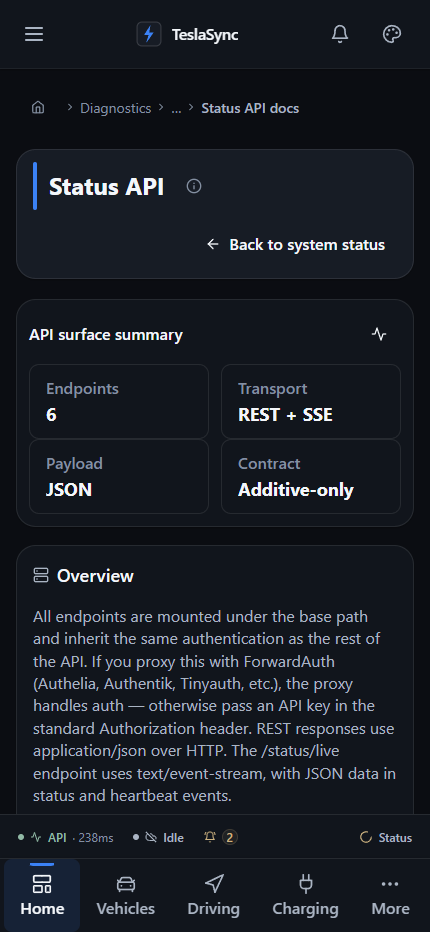 TeslaSync
Diagnostics
...
Status API docs
Status API
Back to system status
API surface summary
Endpoints
6
Transport
REST + SSE
Payload
JSON
Contract
Additive-only
Overview
All endpoints are mounted under the base path
and inherit the same authentication as the rest of
the API. If you proxy this with ForwardAuth
(Authelia, Authentik, Tinyauth, etc.), the proxy
handles auth — otherwise pass an API key in the
standard Authorization header. REST responses use
application/json over HTTP. The /status/live
endpoint uses text/event-stream, with JSON data in
status and heartbeat events.
API · 238ms
Idle
2
Status
Home
Vehicles
Driving
Charging
More